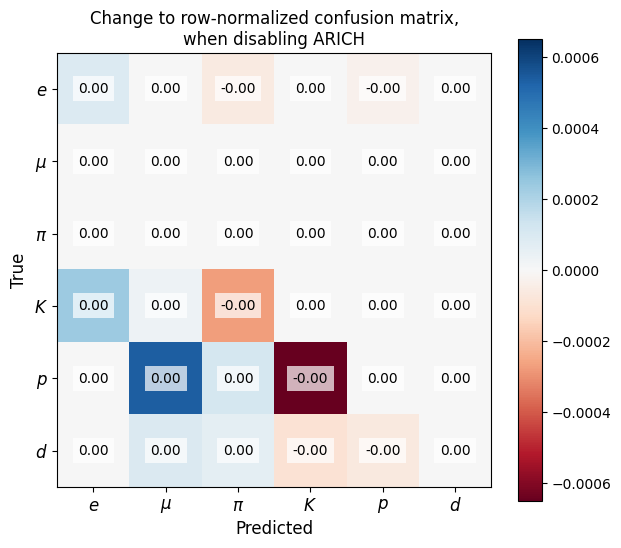 Change to row-normalized confusion matrix,
when disabling ARICH
e 0.00 0.00 -0.00 0.00 -0.00 0.00
μ 0.00 0.00 0.00 0.00 0.00 0.00
π 0.00 0.00 0.00 0.00 0.00 0.00
K 0.00 0.00 -0.00 0.00 0.00 0.00
p 0.00 0.00 0.00 -0.00 0.00 0.00
d 0.00 0.00 0.00 -0.00 -0.00 0.00
True
e μ π K p d
Predicted
0.0006
0.0004
0.0002
0.0000
−0.0002
−0.0004
−0.0006